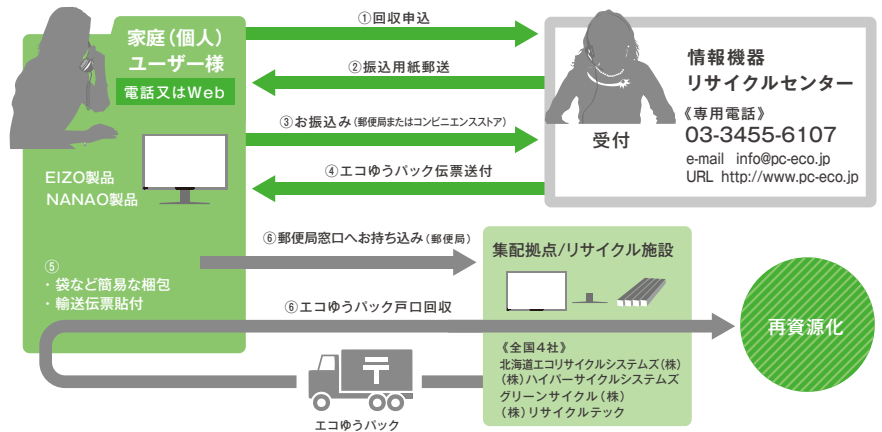 家庭（個人）
ユーザー様
電話又はWeb
EIZO製品
NANAO製品
⑤
・袋など簡易な梱包
・輸送伝票貼付
①回収申込
②振込用紙郵送
③お振込み（郵便局またはコンビニエンスストア）
④エコゆうパック伝票送付
受付
情報機器
リサイクルセンター
《専用電話》
03-3455-6107
e-mail info@pc-eco.jp
URL http://www.pc-eco.jp
⑥郵便局窓口へお持ち込み（郵便局）
⑥エコゆうパック戸口回収
エコゆうパック
集配拠点/リサイクル施設
《全国4社》
北海道エコリサイクルシステムズ（株）
（株）ハイパーサイクルシステムズ
グリーンサイクル（株）
（株）リサイクルテック
再資源化